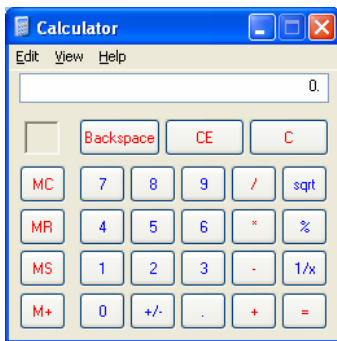 Calculator
Edit View Help
0.
Backspace CE C
MC 7 8 9 / sqrt
MR 4 5 6 * %
MS 1 2 3 - 1/x
M+ 0 +/- . + =